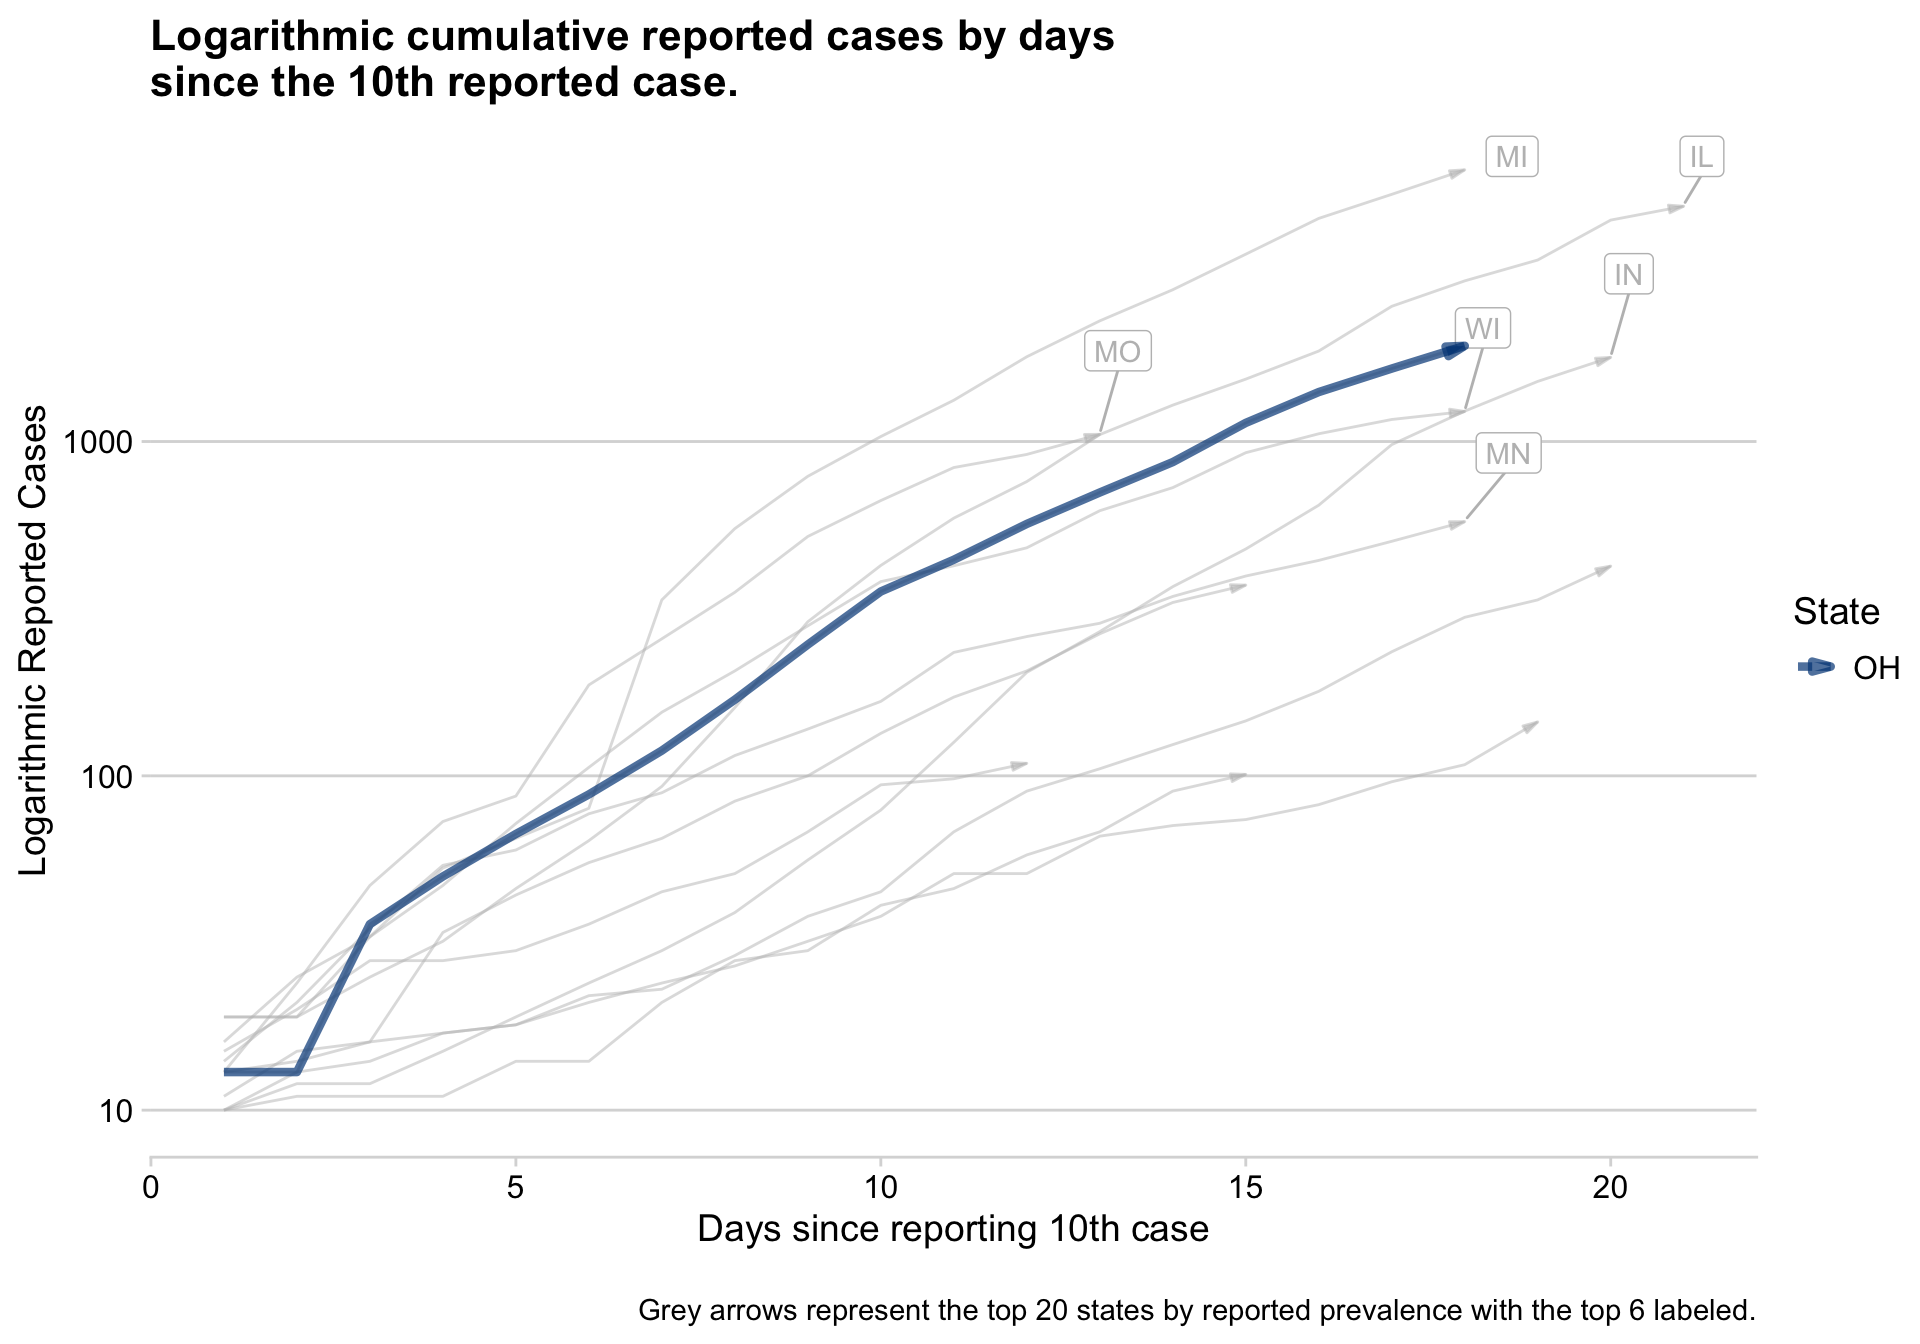 Logarithmic cumulative reported cases by days
since the 10th reported case.
MI
IL
IN
WI
MO
MN
Logarithmic Reported Cases
1000
100
10
State
OH
0 5 10 15 20
Days since reporting 10th case
Grey arrows represent the top 20 states by reported prevalence with the top 6 labeled.